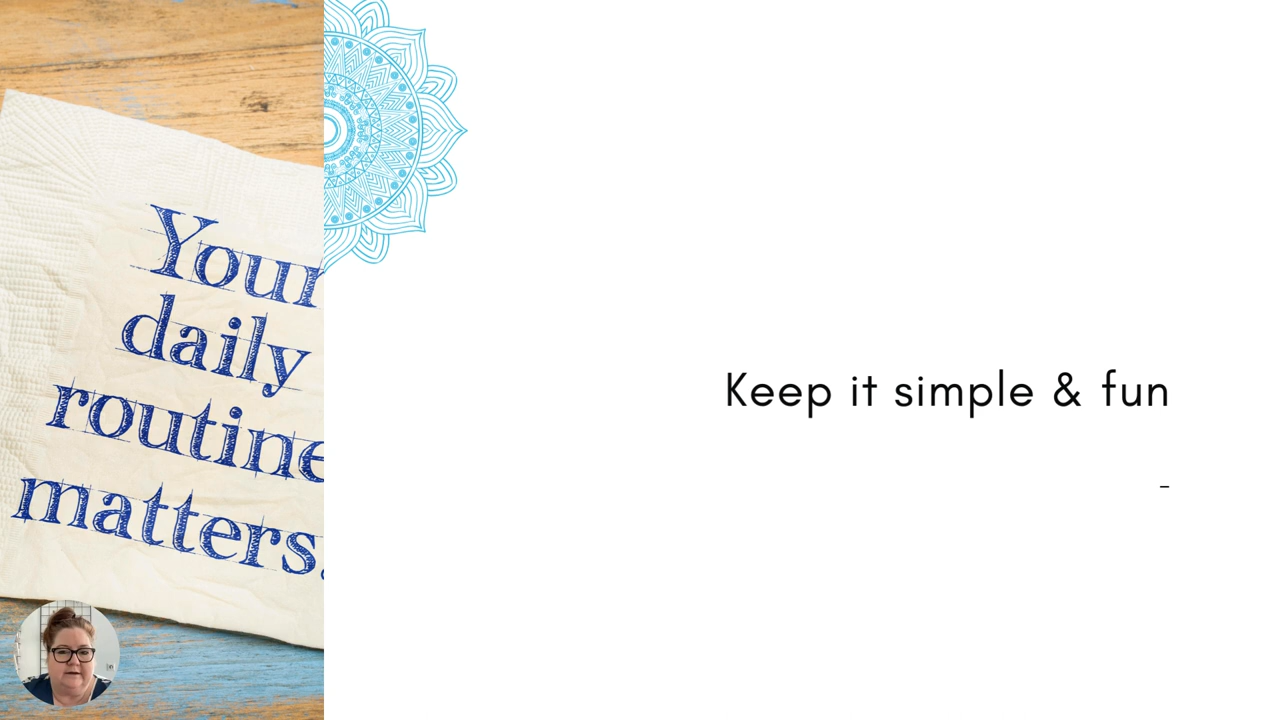 Your
daily
routine
matters.
Keep it simple & fun
-